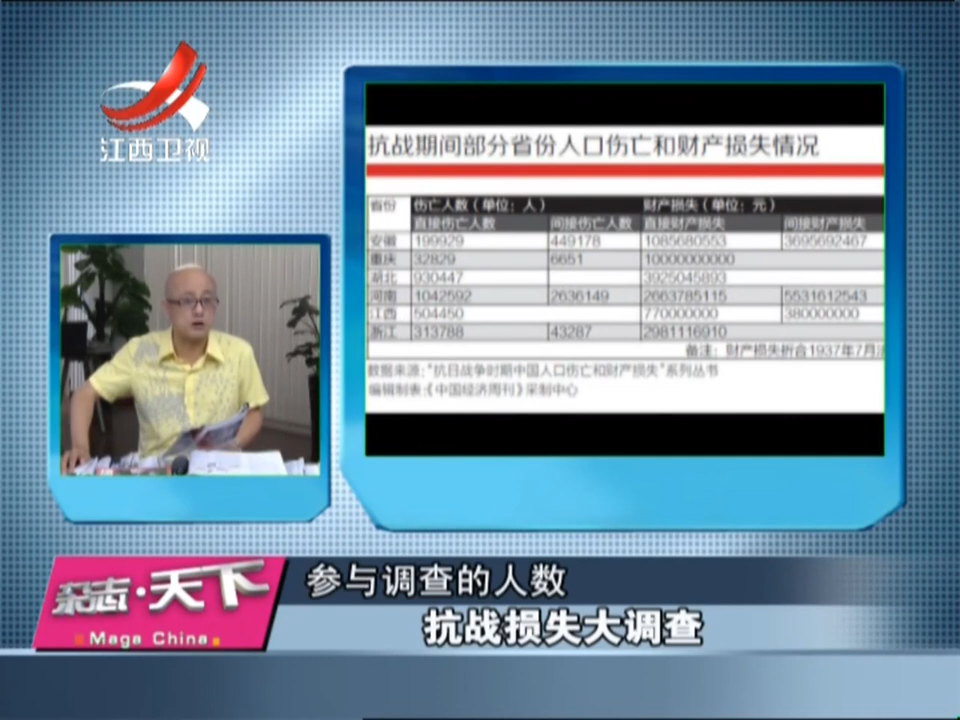 江西卫视
抗战期间部分省份人口伤亡和财产损失情况
省份 伤亡人数（单位：人） 财产损失（单位：元）
直接伤亡人数 间接伤亡人数 直接财产损失 间接财产损失
安徽 199929 449178 1085680553 3695692467
重庆 32829 6651 10000000000
湖北 930447 3925045893
河南 1042592 2636149 2663785115 5531612543
江西 504450 770000000 380000000
浙江 313788 43287 2981116910
备注：财产损失折合1937年7月
数据来源：“抗日战争时期中国人口伤亡和财产损失”系列丛书
编辑制表：《中国经济周刊》采制中心
杂志·天下
Maga China
参与调查的人数
抗战损失大调查